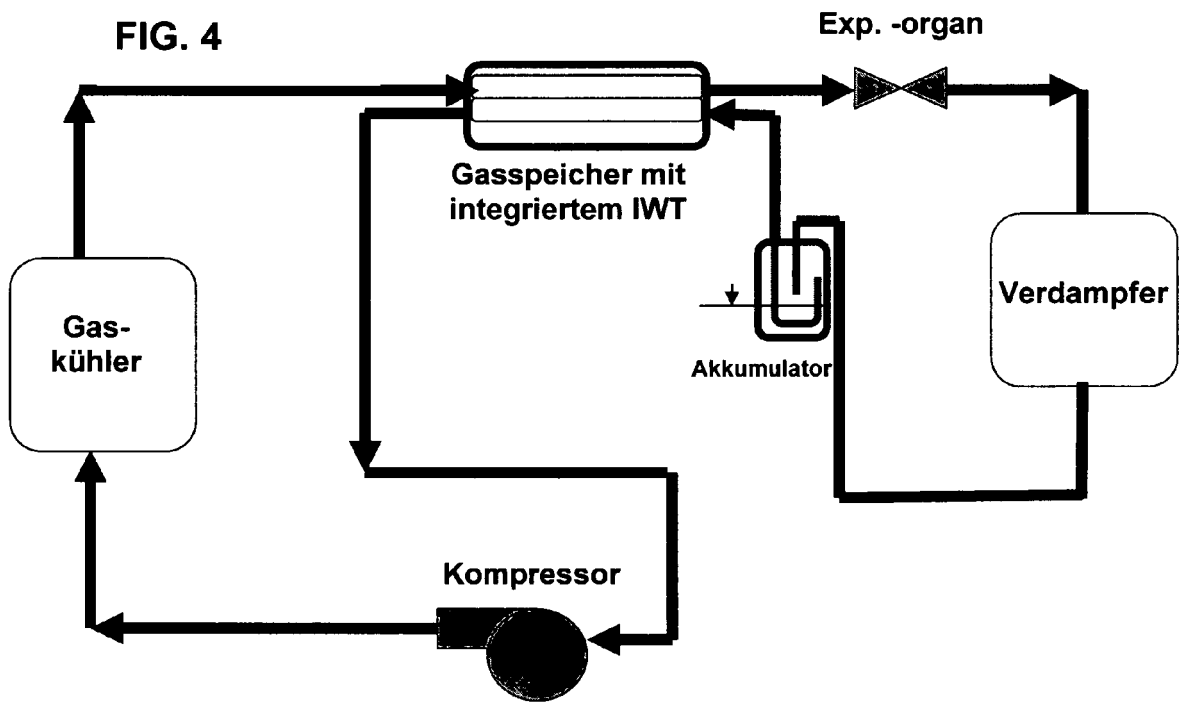 FIG. 4
Exp. -organ
Gasspeicher mit
integriertem IWT
Gas-
kühler
Verdampfer
Akkumulator
Kompressor